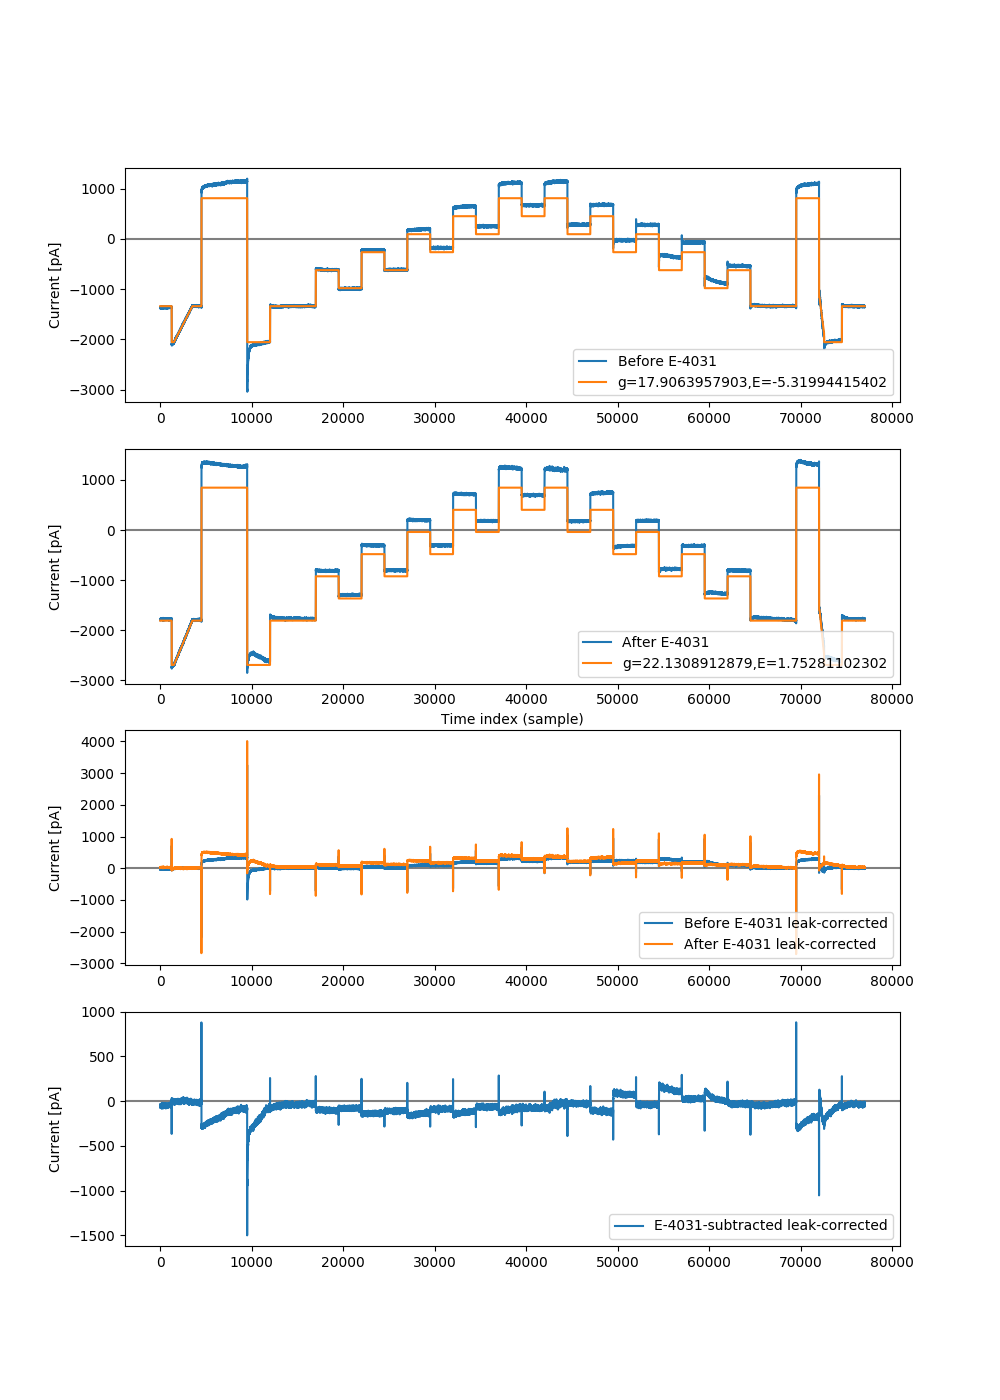 1000
0
−1000
−2000
−3000
Current [pA]
Before E-4031
g=17.9063957903,E=-5.31994415402
0 10000 20000 30000 40000 50000 60000 70000 80000
1000
0
−1000
−2000
−3000
Current [pA]
After E-4031
g=22.1308912879,E=1.75281102302
0 10000 20000 30000 40000 50000 60000 70000 80000
Time index (sample)
4000
3000
2000
1000
0
−1000
−2000
−3000
Current [pA]
Before E-4031 leak-corrected
After E-4031 leak-corrected
0 10000 20000 30000 40000 50000 60000 70000 80000
1000
500
0
−500
−1000
−1500
Current [pA]
E-4031-subtracted leak-corrected
0 10000 20000 30000 40000 50000 60000 70000 80000